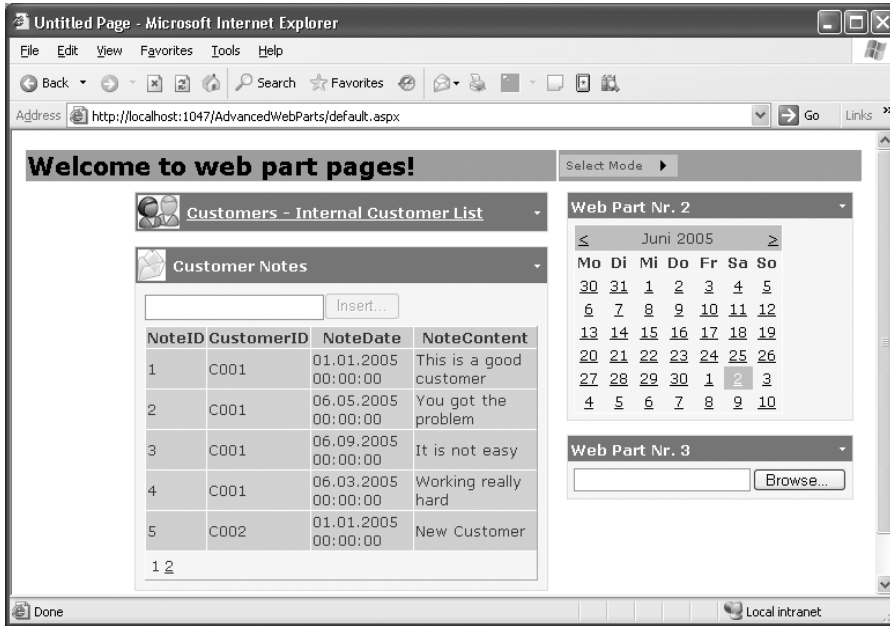 Untitled Page - Microsoft Internet Explorer
File Edit View Favorites Tools Help
Back Search Favorites
Address http://localhost:1047/AdvancedWebParts/default.aspx Go Links »
Welcome to web part pages!
Select Mode
Customers - Internal Customer List
Customer Notes
Insert...
NoteID CustomerID NoteDate NoteContent
1 C001 01.01.2005 00:00:00 This is a good customer
2 C001 06.05.2005 00:00:00 You got the problem
3 C001 06.09.2005 00:00:00 It is not easy
4 C001 06.03.2005 00:00:00 Working really hard
5 C002 01.01.2005 00:00:00 New Customer
1 2
Web Part Nr. 2
< Juni 2005 >
Mo Di Mi Do Fr Sa So
30 31 1 2 3 4 5
6 7 8 9 10 11 12
13 14 15 16 17 18 19
20 21 22 23 24 25 26
27 28 29 30 1 2 3
4 5 6 7 8 9 10
Web Part Nr. 3
Browse...
Done
Local intranet